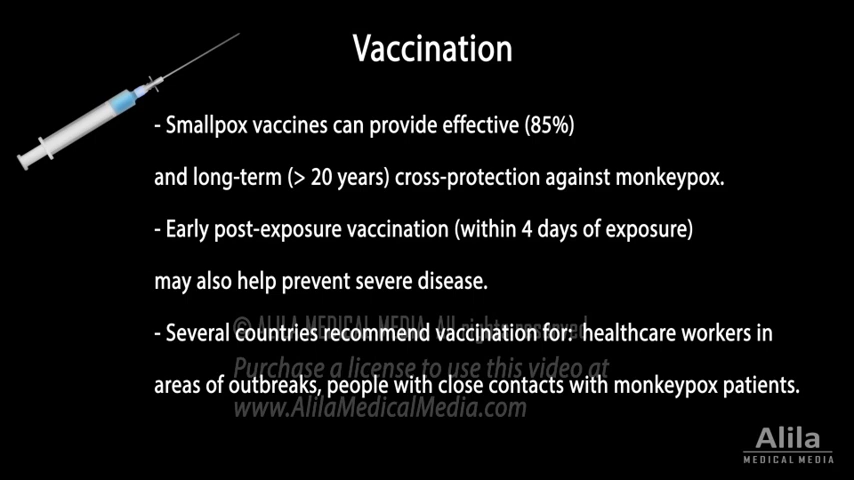 Vaccination
- Smallpox vaccines can provide effective (85%)
and long-term (> 20 years) cross-protection against monkeypox.
- Early post-exposure vaccination (within 4 days of exposure)
may also help prevent severe disease.
© ALILA MEDICAL MEDIA. All rights reserved
- Several countries recommend vaccination for: healthcare workers in
Purchase a license to use this video at
areas of outbreaks, people with close contacts with monkeypox patients.
www.AlilaMedicalMedia.com
Alila
MEDICAL MEDIA